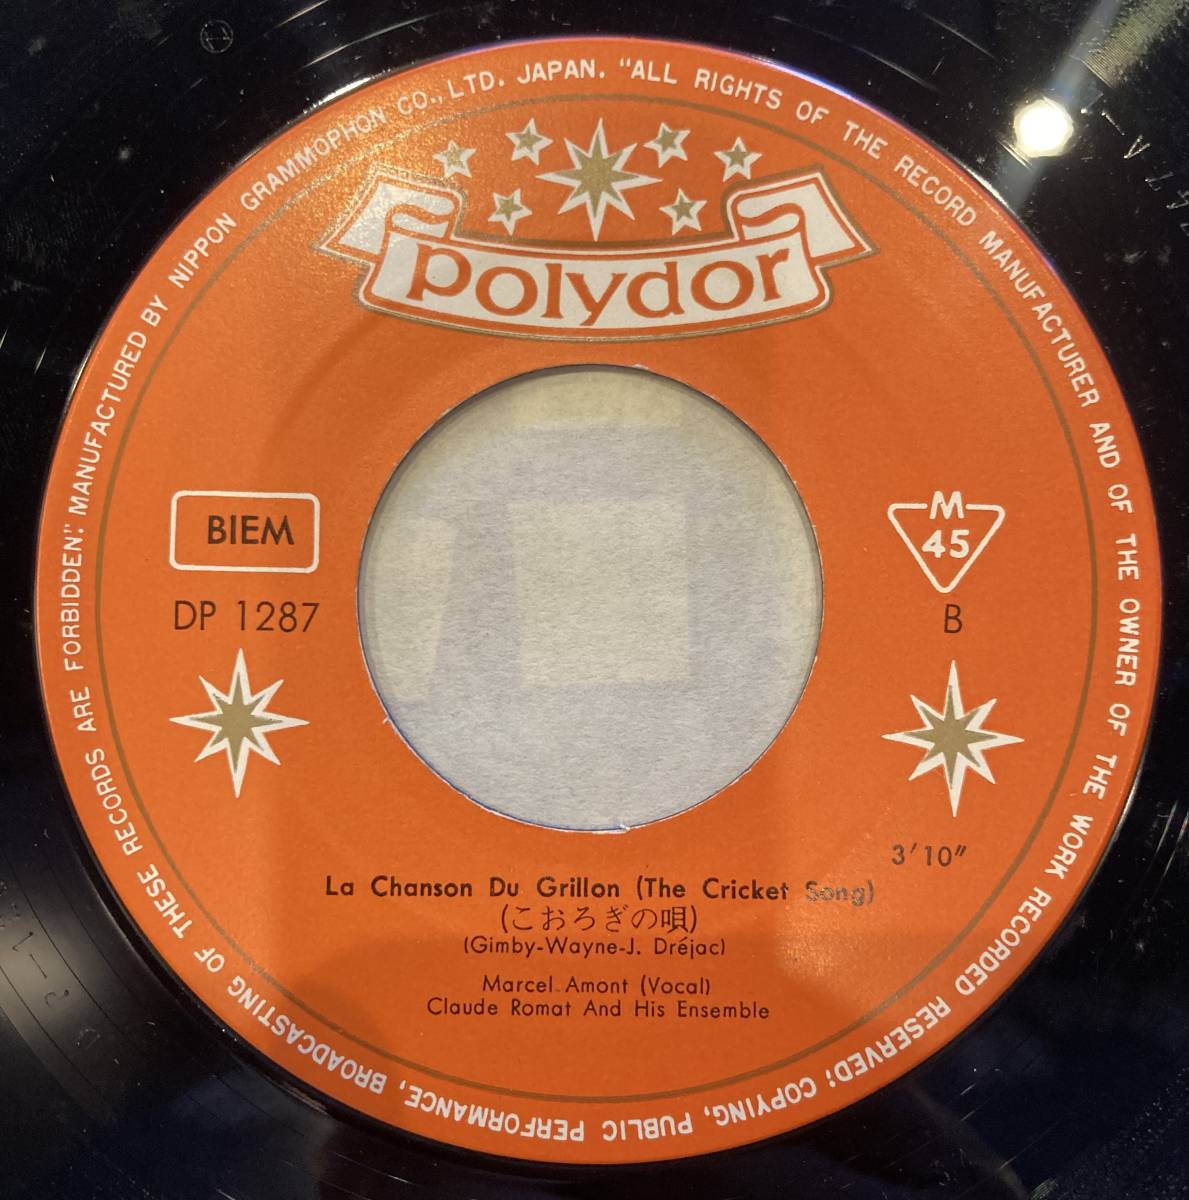 MANUFACTURED BY NIPPON GRAMMOPHON CO., LTD. JAPAN. "ALL RIGHTS OF THE RECORD MANUFACTURER AND OF THE OWNER OF THE WORK RECORDED RESERVED; COPYING, PUBLIC PERFORMANCE, BROADCASTING OF THESE RECORDS ARE FORBIDDEN."
polydor
BIEM
DP 1287
M
45
B
3′10″
La Chanson Du Grillon (The Cricket Song)
(こおろぎの唄)
(Gimby-Wayne-J. Dréjac)
Marcel Amont (Vocal)
Claude Romat And His Ensemble